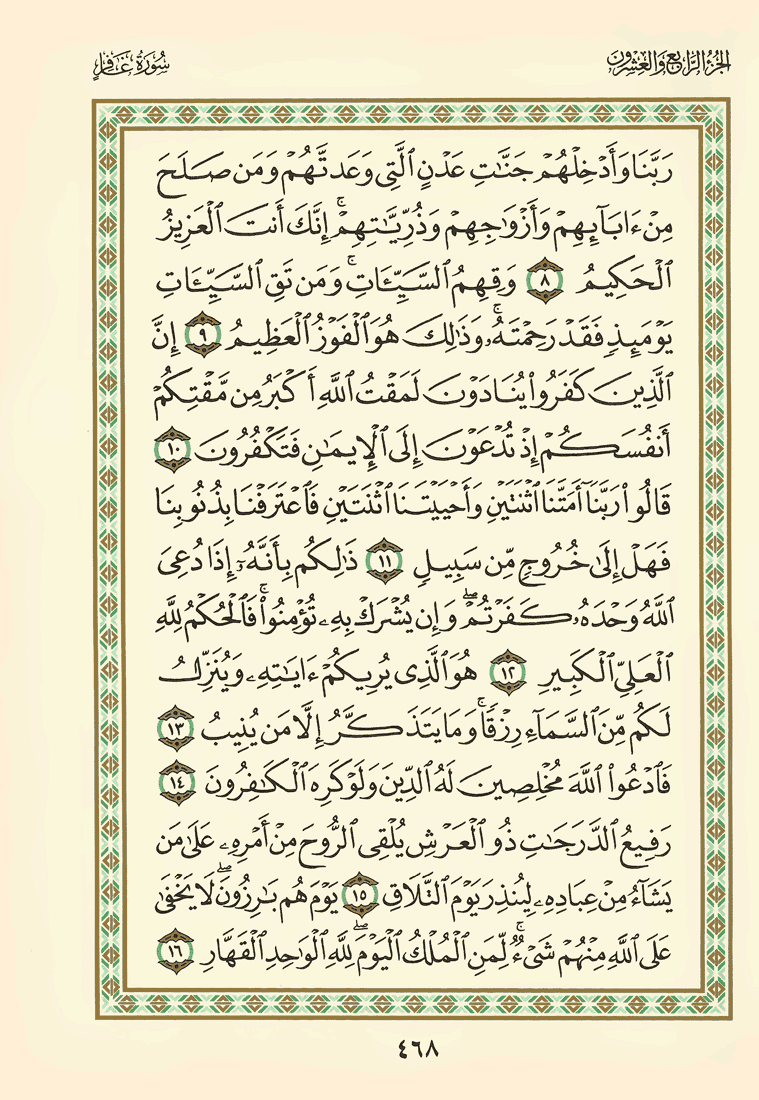 الجزء الرابع والعشرون
سورة غافر
رَبَّنَا وَأَدْخِلْهُمْ جَنَّٰتِ عَدْنٍ ٱلَّتِى وَعَدتَّهُمْ وَمَن صَلَحَ
مِنْ ءَابَآئِهِمْ وَأَزْوَٰجِهِمْ وَذُرِّيَّٰتِهِمْ ۚ إِنَّكَ أَنتَ ٱلْعَزِيزُ
ٱلْحَكِيمُ ٨ وَقِهِمُ ٱلسَّيِّـَٔاتِ ۚ وَمَن تَقِ ٱلسَّيِّـَٔاتِ
يَوْمَئِذٍ فَقَدْ رَحِمْتَهُۥ ۚ وَذَٰلِكَ هُوَ ٱلْفَوْزُ ٱلْعَظِيمُ ٩ إِنَّ
ٱلَّذِينَ كَفَرُوا۟ يُنَادَوْنَ لَمَقْتُ ٱللَّهِ أَكْبَرُ مِن مَّقْتِكُمْ
أَنفُسَكُمْ إِذْ تُدْعَوْنَ إِلَى ٱلْإِيمَٰنِ فَتَكْفُرُونَ ١٠
قَالُوا۟ رَبَّنَآ أَمَتَّنَا ٱثْنَتَيْنِ وَأَحْيَيْتَنَا ٱثْنَتَيْنِ فَٱعْتَرَفْنَا بِذُنُوبِنَا
فَهَلْ إِلَىٰ خُرُوجٍ مِّن سَبِيلٍ ١١ ذَٰلِكُم بِأَنَّهُۥٓ إِذَا دُعِىَ
ٱللَّهُ وَحْدَهُۥ كَفَرْتُمْ ۖ وَإِن يُشْرَكْ بِهِۦ تُؤْمِنُوا۟ ۚ فَٱلْحُكْمُ لِلَّهِ
ٱلْعَلِىِّ ٱلْكَبِيرِ ١٢ هُوَ ٱلَّذِى يُرِيكُمْ ءَايَٰتِهِۦ وَيُنَزِّلُ
لَكُم مِّنَ ٱلسَّمَآءِ رِزْقًا ۚ وَمَا يَتَذَكَّرُ إِلَّا مَن يُنِيبُ ١٣
فَٱدْعُوا۟ ٱللَّهَ مُخْلِصِينَ لَهُ ٱلدِّينَ وَلَوْ كَرِهَ ٱلْكَٰفِرُونَ ١٤
رَفِيعُ ٱلدَّرَجَٰتِ ذُو ٱلْعَرْشِ يُلْقِى ٱلرُّوحَ مِنْ أَمْرِهِۦ عَلَىٰ مَن
يَشَآءُ مِنْ عِبَادِهِۦ لِيُنذِرَ يَوْمَ ٱلتَّلَاقِ ١٥ يَوْمَ هُم بَٰرِزُونَ ۖ لَا يَخْفَىٰ
عَلَى ٱللَّهِ مِنْهُمْ شَىْءٌ ۚ لِّمَنِ ٱلْمُلْكُ ٱلْيَوْمَ ۖ لِلَّهِ ٱلْوَٰحِدِ ٱلْقَهَّارِ ١٦
٤٦٨